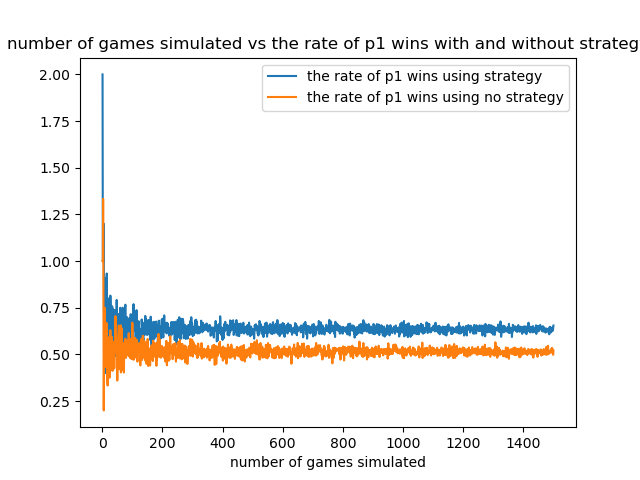 number of games simulated vs the rate of p1 wins with and without strateg
the rate of p1 wins using strategy
the rate of p1 wins using no strategy
2.00
1.75
1.50
1.25
1.00
0.75
0.50
0.25
0 200 400 600 800 1000 1200 1400
number of games simulated